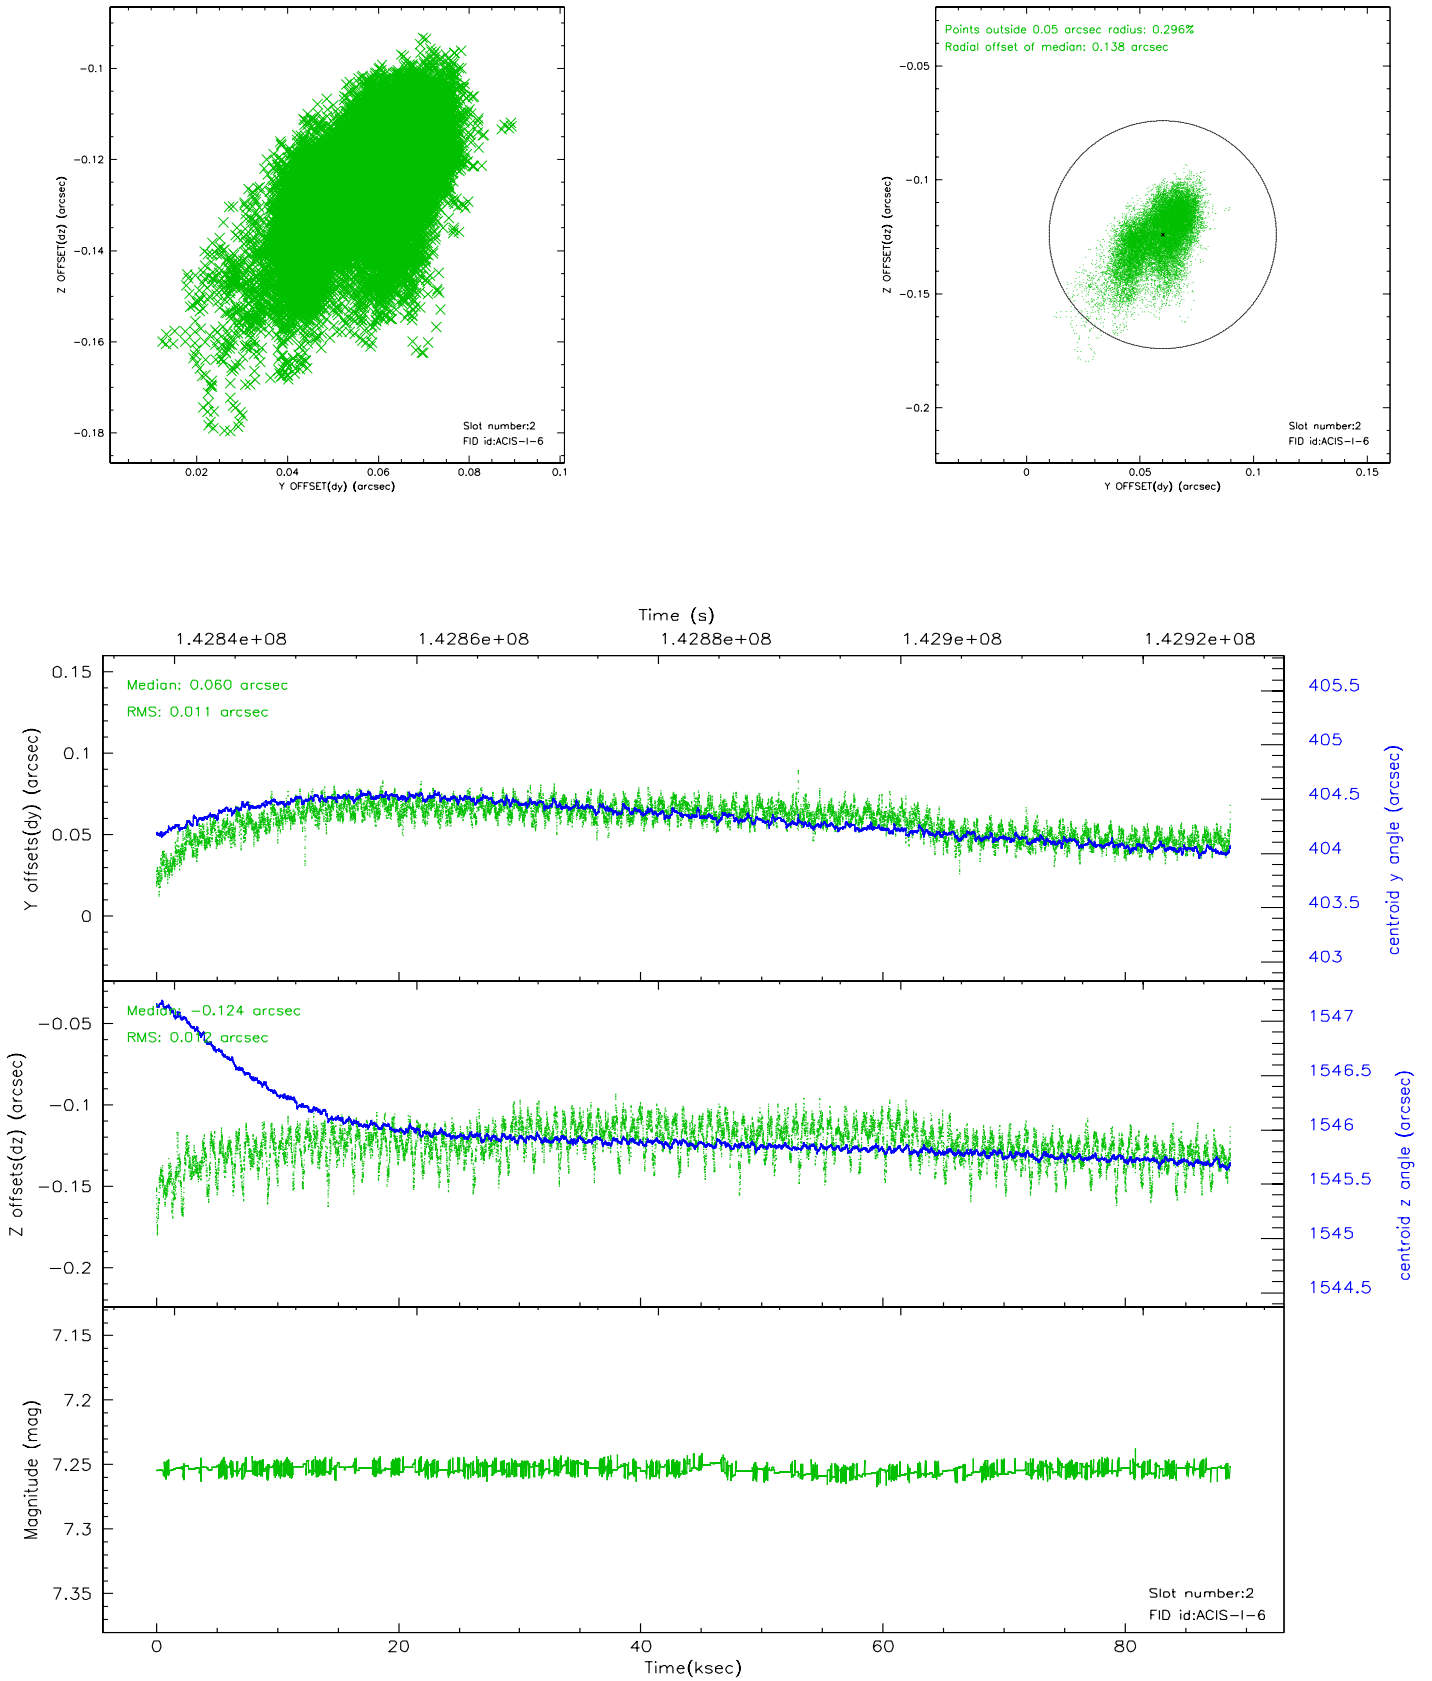 -0.1
-0.12
-0.14
-0.16
-0.18
Z OFFSET(dz) (arcsec)
Slot number:2
FID id:ACIS-I-6
0.02 0.04 0.06 0.08 0.1
Y OFFSET(dy) (arcsec)
Points outside 0.05 arcsec radius: 0.296%
Radial offset of median: 0.138 arcsec
-0.05
-0.1
-0.15
-0.2
Z OFFSET(dz) (arcsec)
Slot number:2
FID id:ACIS-I-6
0 0.05 0.1 0.15
Y OFFSET(dy) (arcsec)
Time (s)
1.4284e+08 1.4286e+08 1.4288e+08 1.429e+08 1.4292e+08
Median: 0.060 arcsec
RMS: 0.011 arcsec
0.15
0.1
0.05
0
Y offsets(dy) (arcsec)
405.5
405
404.5
404
403.5
403
centroid y angle (arcsec)
Median: -0.124 arcsec
RMS: 0.012 arcsec
-0.05
-0.1
-0.15
-0.2
Z offsets(dz) (arcsec)
1547
1546.5
1546
1545.5
1545
1544.5
centroid z angle (arcsec)
7.15
7.2
7.25
7.3
7.35
Magnitude (mag)
Slot number:2
FID id:ACIS-I-6
0 20 40 60 80
Time(ksec)